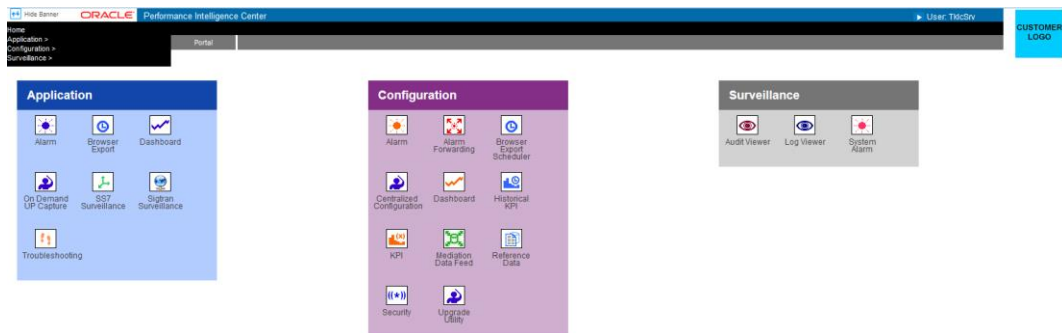 Hide Banner ORACLE Performance Intelligence Center User: TklcSrv
CUSTOMER
LOGO
Home
Application >
Configuration >
Surveillance >
Portal
Application
Alarm
Browser
Export
Dashboard
On Demand
UP Capture
SS7
Surveillance
Sigtran
Surveillance
Troubleshooting
Configuration
Alarm
Alarm
Forwarding
Browser
Export
Scheduler
Centralized
Configuration
Dashboard
Historical
KPI
KPI
Mediation
Data Feed
Reference
Data
Security
Upgrade
Utility
Surveillance
Audit Viewer
Log Viewer
System
Alarm